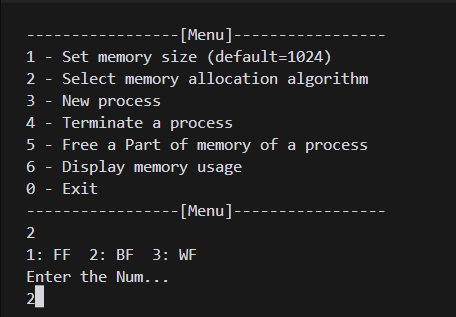 -----------------[Menu]-----------------
1 - Set memory size (default=1024)
2 - Select memory allocation algorithm
3 - New process
4 - Terminate a process
5 - Free a Part of memory of a process
6 - Display memory usage
0 - Exit
-----------------[Menu]-----------------
2
1: FF  2: BF  3: WF
Enter the Num...
2